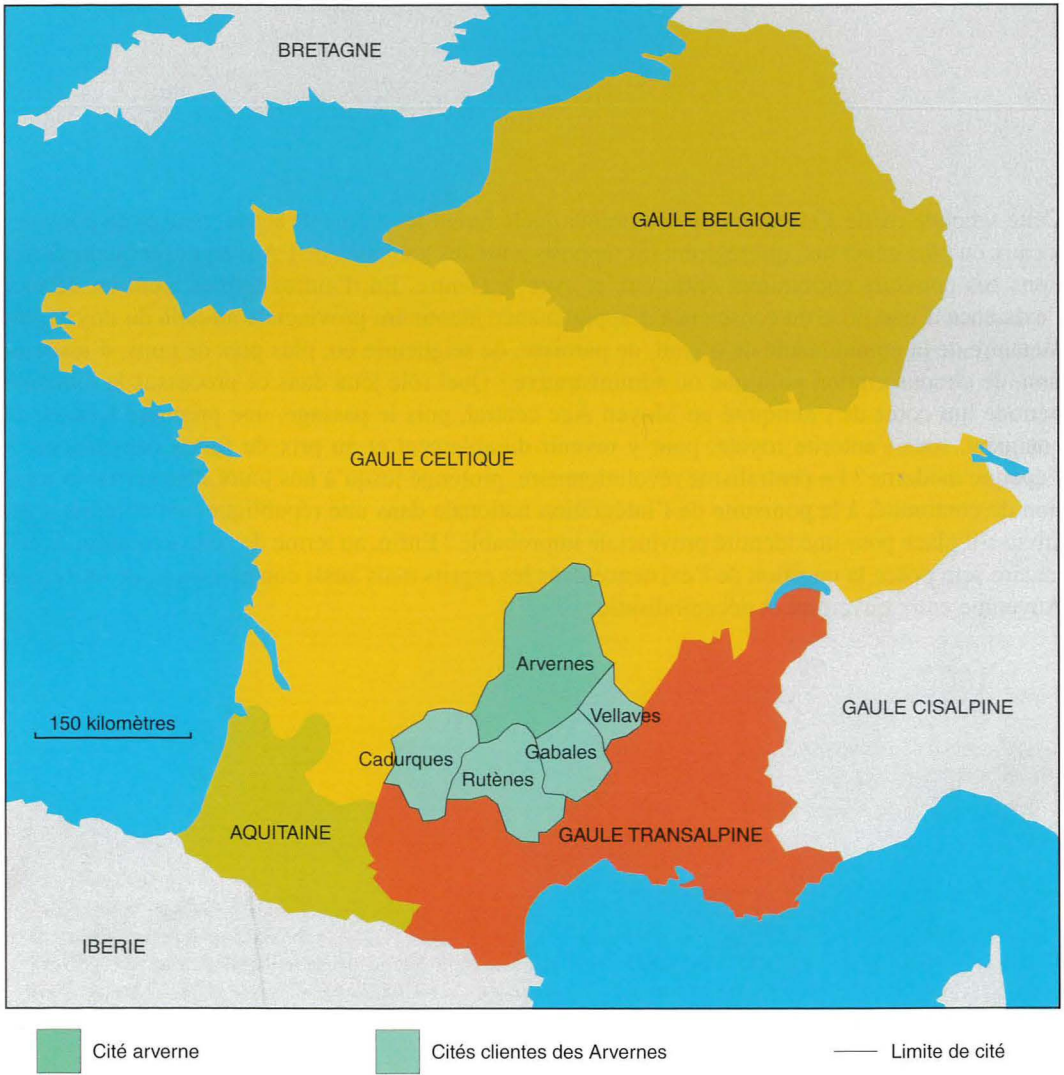 BRETAGNE
GAULE BELGIQUE
GAULE CELTIQUE
Arvernes
150 kilomètres
Vellaves
GAULE CISALPINE
Cadurques
Gabales
Rutènes
AQUITAINE
GAULE TRANSALPINE
IBERIE
Cité arverne
Cités clientes des Arvernes
Limite de cité